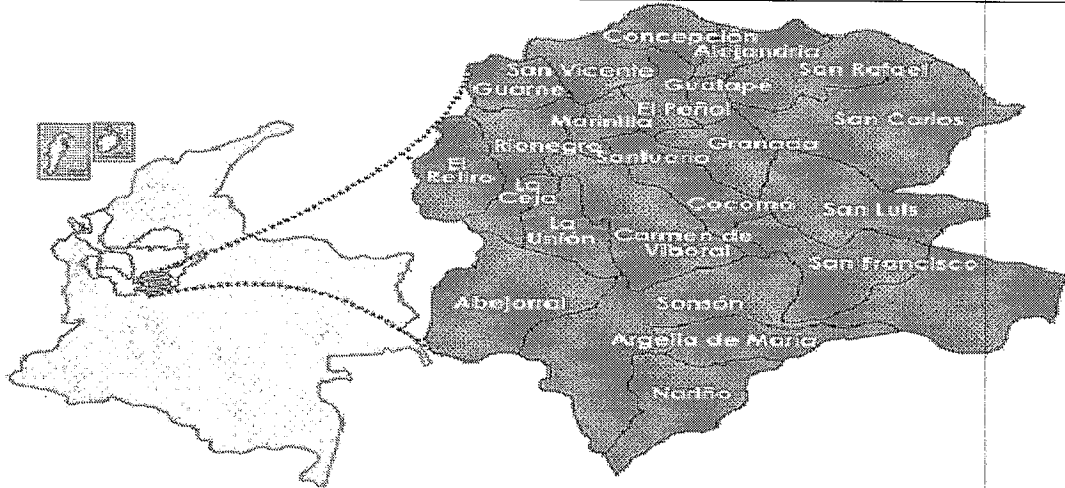 Concepción
Alejandría
San Vicente
San Rafael
Guarne
Guatapé
El Peñol
Marinilla
San Carlos
Rionegro
Santuario
Granada
El
Retiro
La
Ceja
Cocorná
San Luis
La
Unión
Carmen de
Viboral
San Francisco
Abejorral
Sonsón
Argelia de María
Nariño